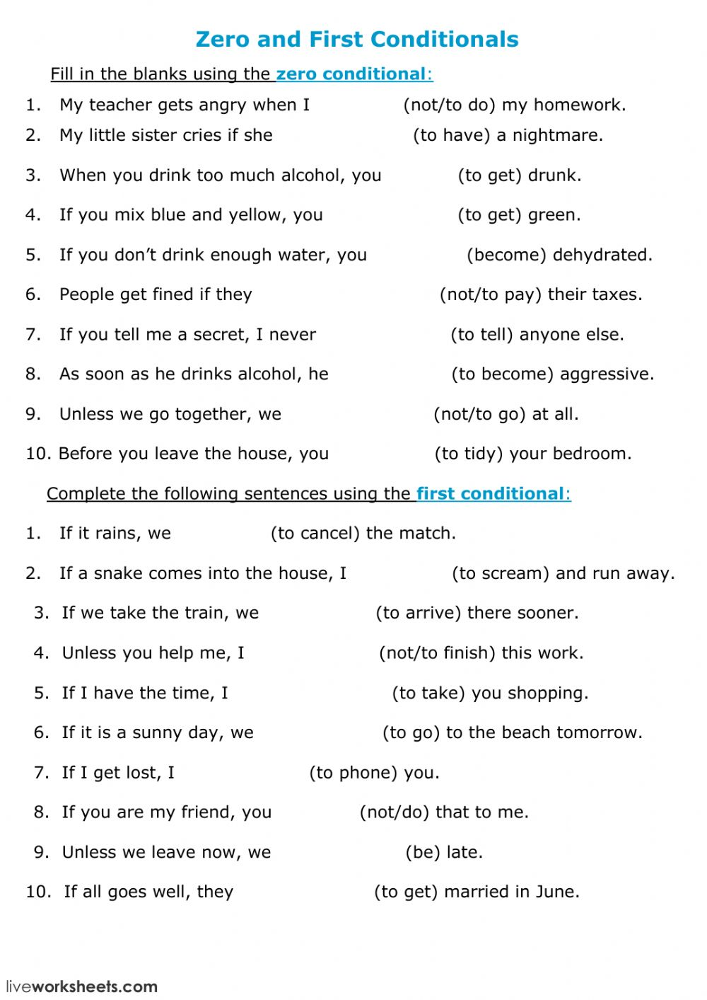 Zero and First Conditionals
Fill in the blanks using the zero conditional:
1. My teacher gets angry when I (not/to do) my homework.
2. My little sister cries if she (to have) a nightmare.
3. When you drink too much alcohol, you (to get) drunk.
4. If you mix blue and yellow, you (to get) green.
5. If you don’t drink enough water, you (become) dehydrated.
6. People get fined if they (not/to pay) their taxes.
7. If you tell me a secret, I never (to tell) anyone else.
8. As soon as he drinks alcohol, he (to become) aggressive.
9. Unless we go together, we (not/to go) at all.
10. Before you leave the house, you (to tidy) your bedroom.
Complete the following sentences using the first conditional:
1. If it rains, we (to cancel) the match.
2. If a snake comes into the house, I (to scream) and run away.
3. If we take the train, we (to arrive) there sooner.
4. Unless you help me, I (not/to finish) this work.
5. If I have the time, I (to take) you shopping.
6. If it is a sunny day, we (to go) to the beach tomorrow.
7. If I get lost, I (to phone) you.
8. If you are my friend, you (not/do) that to me.
9. Unless we leave now, we (be) late.
10. If all goes well, they (to get) married in June.
liveworksheets.com